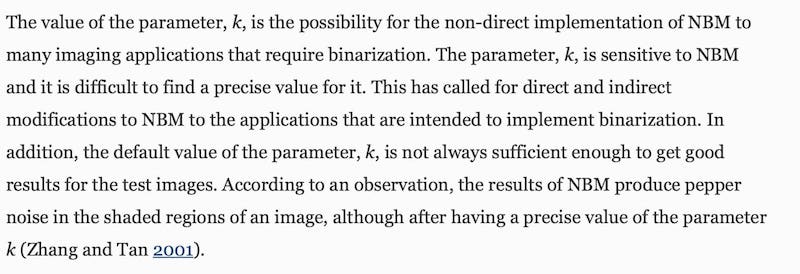 The value of the parameter, k, is the possibility for the non-direct implementation of NBM to
many imaging applications that require binarization. The parameter, k, is sensitive to NBM
and it is difficult to find a precise value for it. This has called for direct and indirect
modifications to NBM to the applications that are intended to implement binarization. In
addition, the default value of the parameter, k, is not always sufficient enough to get good
results for the test images. According to an observation, the results of NBM produce pepper
noise in the shaded regions of an image, although after having a precise value of the parameter
k (Zhang and Tan 2001).